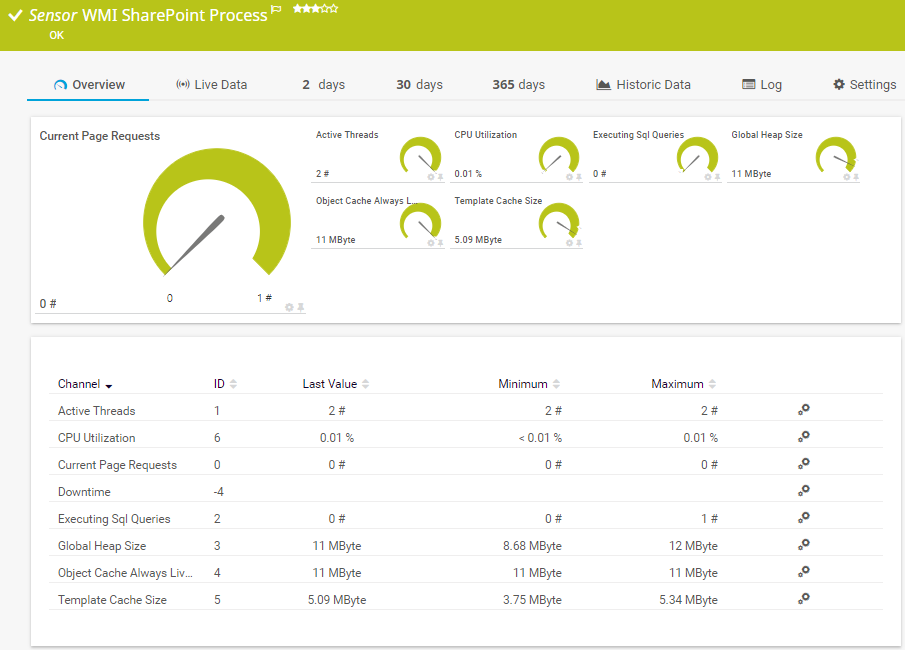 Sensor WMI SharePoint Process
OK
Overview Live Data 2 days 30 days 365 days Historic Data Log Settings
Current Page Requests
0 1 #
0 #
Active Threads
2 #
CPU Utilization
0.01 %
Executing Sql Queries
0 #
Global Heap Size
11 MByte
Object Cache Always L...
11 MByte
Template Cache Size
5.09 MByte
Channel ID Last Value Minimum Maximum
Active Threads 1 2 # 2 # 2 #
CPU Utilization 6 0.01 % < 0.01 % 0.01 %
Current Page Requests 0 0 # 0 # 0 #
Downtime -4
Executing Sql Queries 2 0 # 0 # 1 #
Global Heap Size 3 11 MByte 8.68 MByte 12 MByte
Object Cache Always Liv... 4 11 MByte 11 MByte 11 MByte
Template Cache Size 5 5.09 MByte 3.75 MByte 5.34 MByte